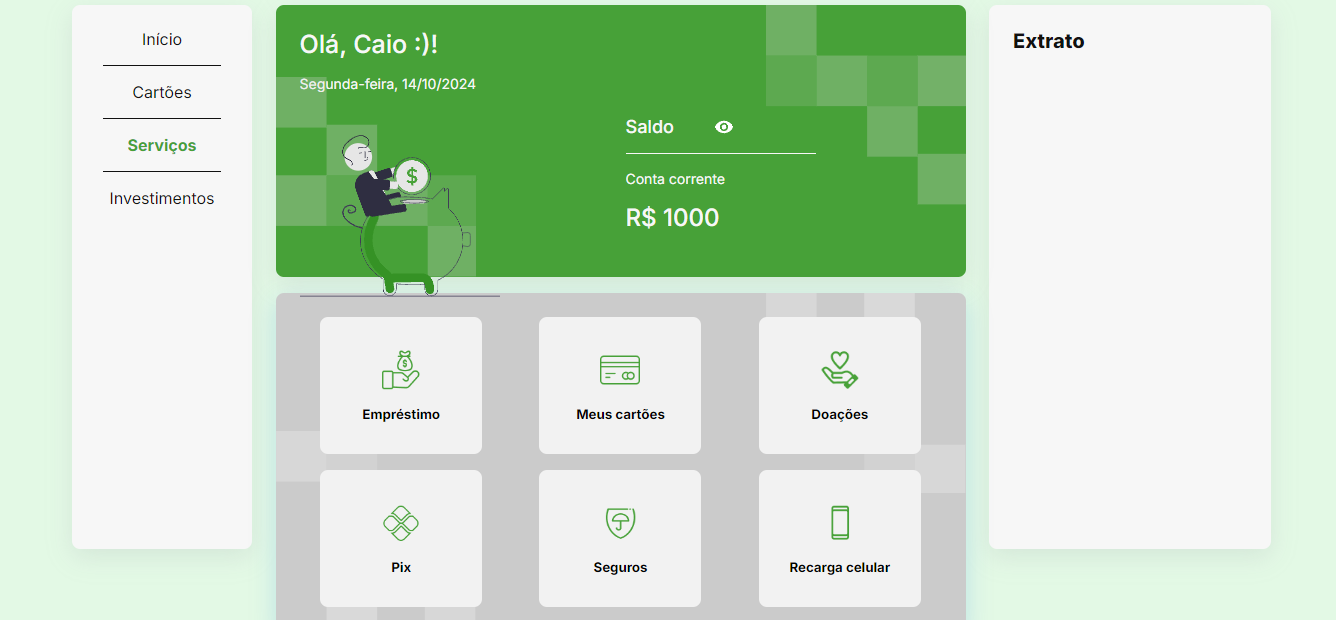 Início
Cartões
Serviços
Investimentos
Olá, Caio :)!
Segunda-feira, 14/10/2024
$
Saldo
Conta corrente
R$ 1000
$
Empréstimo
Meus cartões
Doações
Pix
Seguros
Recarga celular
Extrato